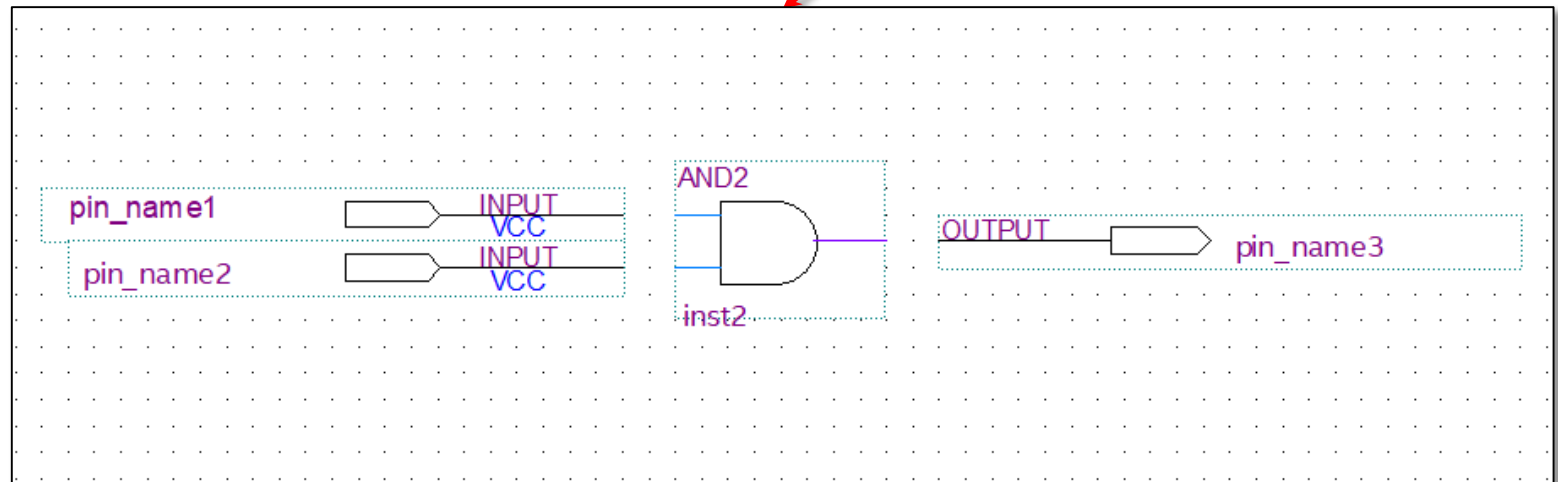 AND2
pin_name1
INPUT
VCC
OUTPUT
pin_name3
pin_name2
INPUT
VCC
inst2